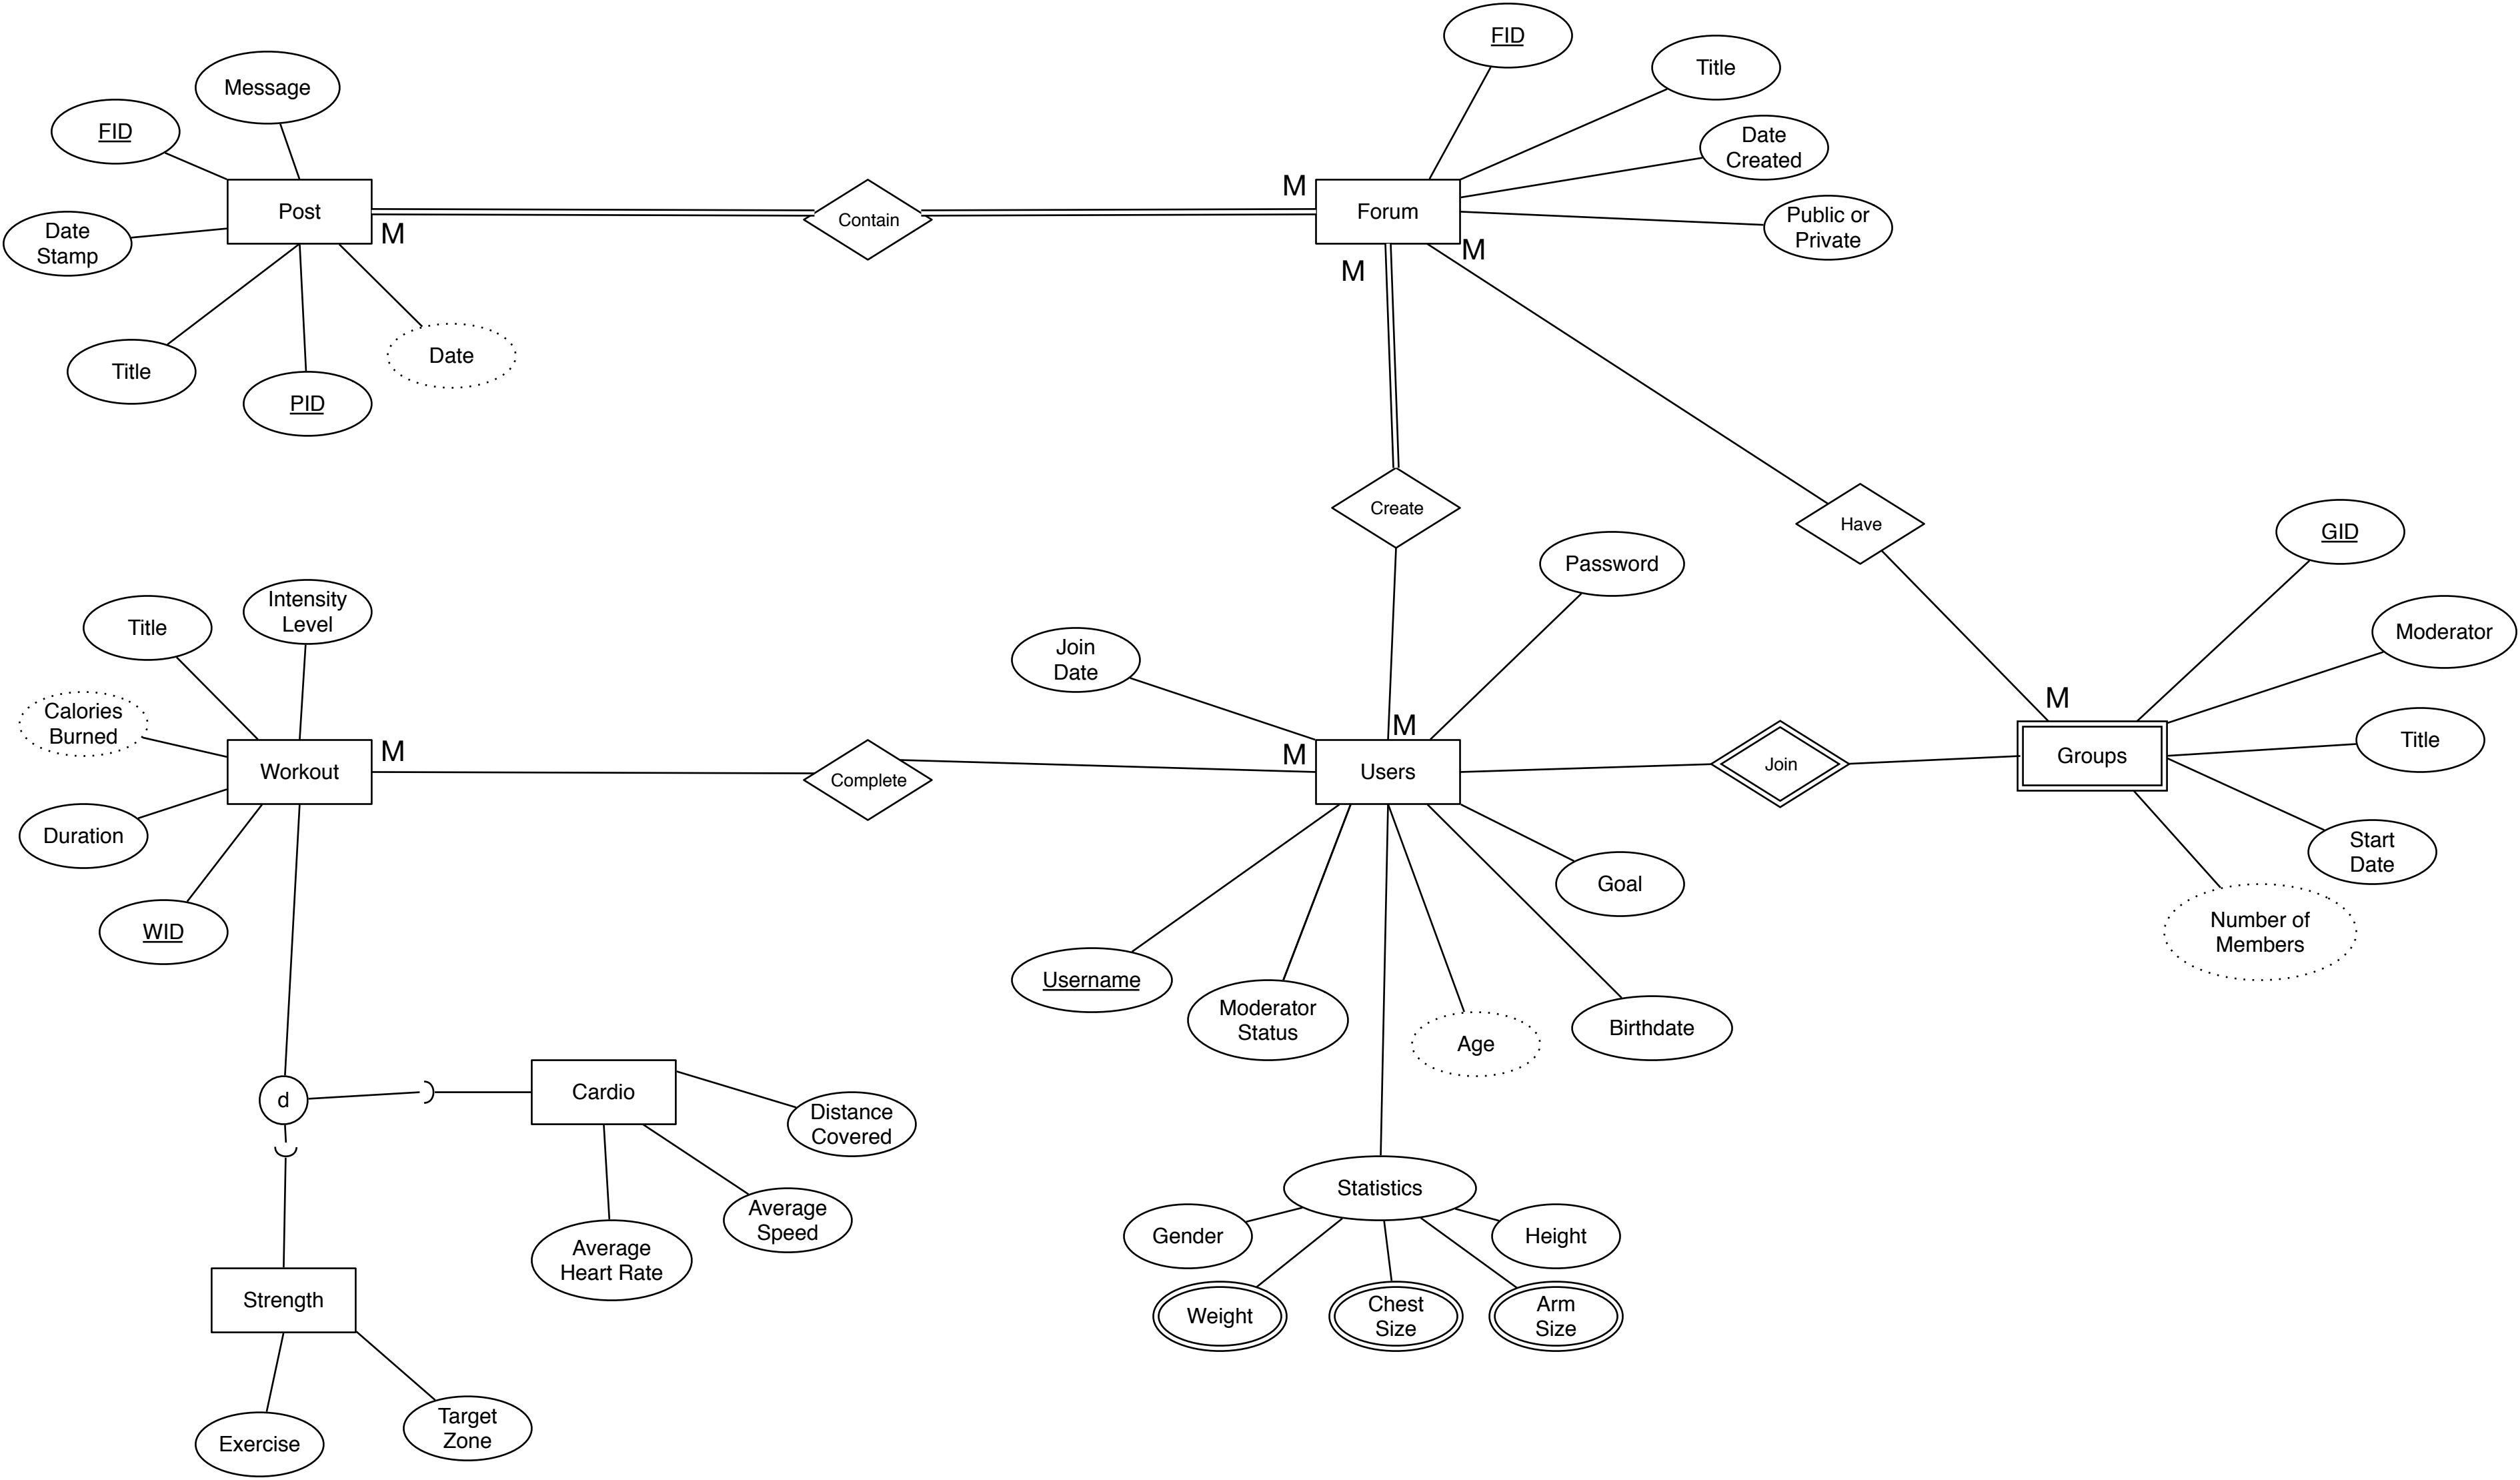 FID
Title
Date
Created
Public or
Private
Message
FID
Post
Date
Stamp
Title
PID
Date
M
Contain
M
Forum
M
M
Create
Have
GID
Moderator
Title
Start
Date
Number of
Members
M
Groups
Join
Password
Join
Date
M
M
Users
Goal
Birthdate
Age
Moderator
Status
Username
Complete
Intensity
Level
Title
Calories
Burned
M
Workout
Duration
WID
d
Cardio
Distance
Covered
Average
Speed
Average
Heart Rate
Strength
Exercise
Target
Zone
Statistics
Gender
Height
Weight
Chest
Size
Arm
Size